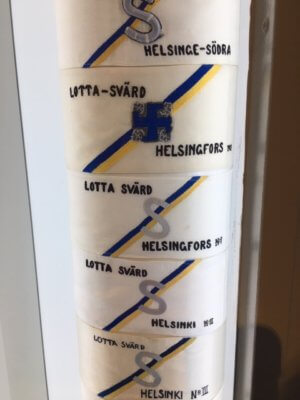 S
HELSINGE-SÖDRA
LOTTA-SVÄRD
HELSINGFORS
LOTTA SVÄRD
S
HELSINGFORS
LOTTA SVÄRD
S
HELSINKI
LOTTA SVÄRD
S
HELSINKI